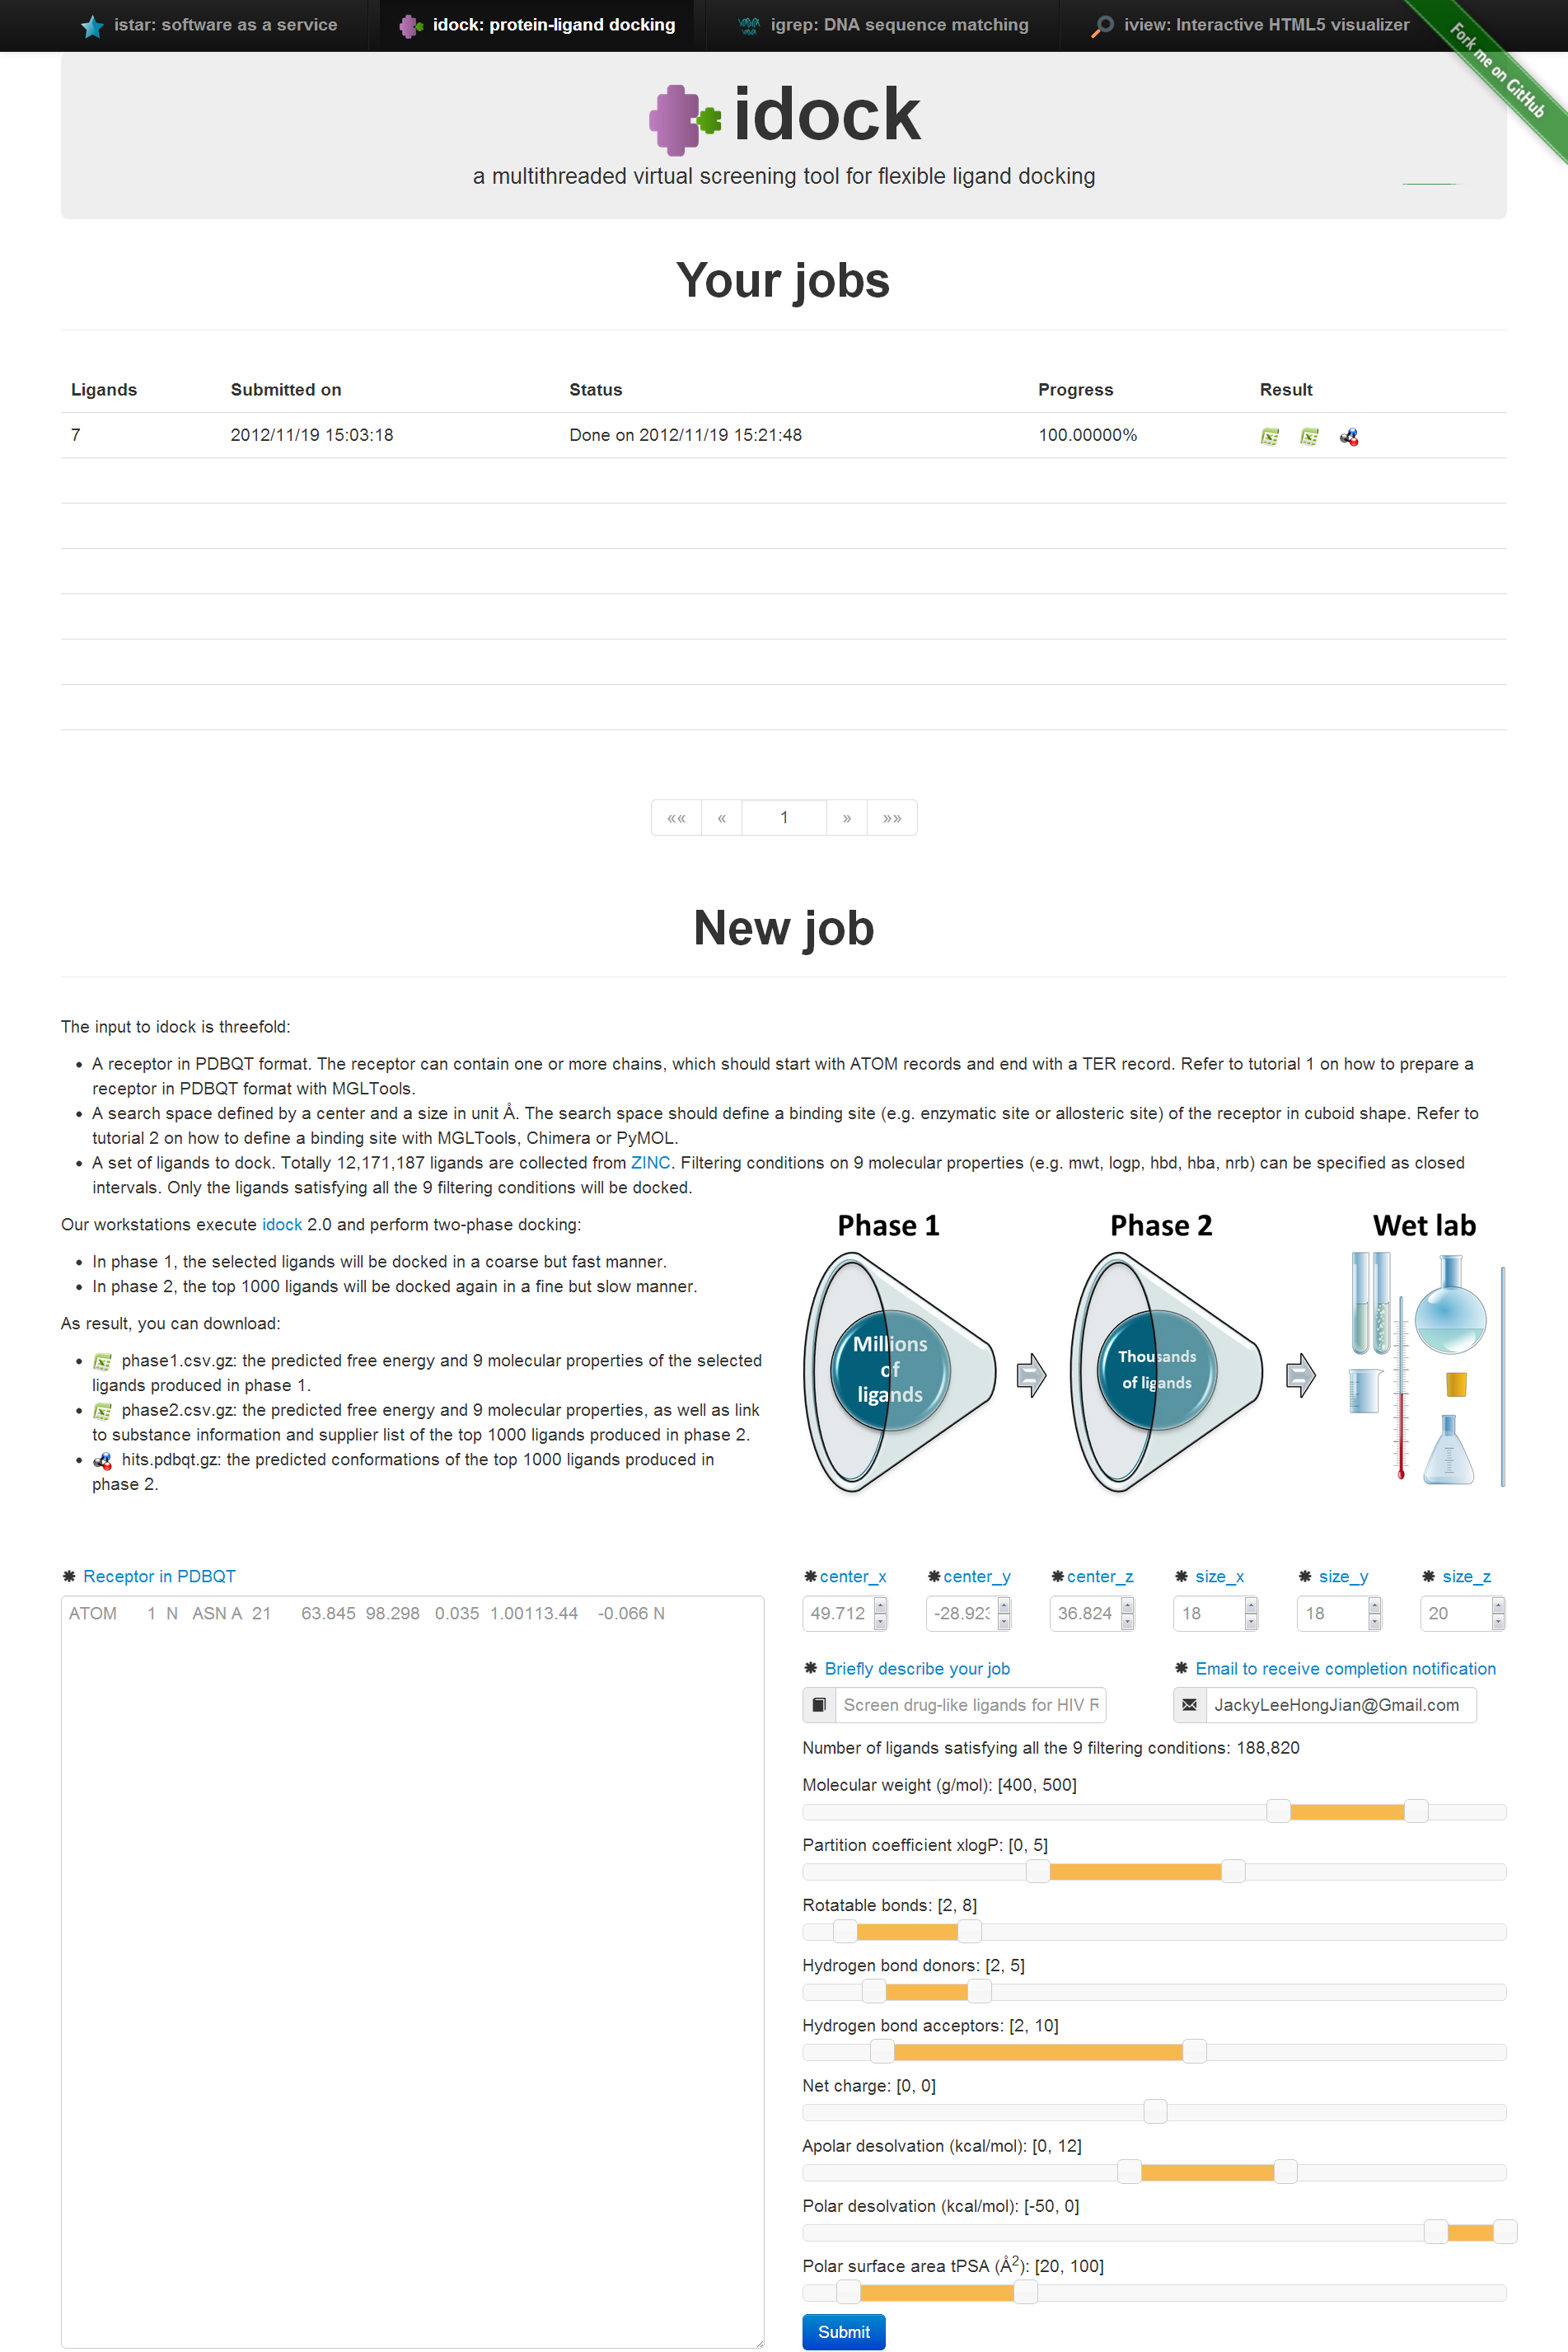 istar: software as a service
idock: protein-ligand docking
igrep: DNA sequence matching
iview: Interactive HTML5 visualizer
Fork me on GitHub
idock
a multithreaded virtual screening tool for flexible ligand docking
Your jobs
Ligands Submitted on Status Progress Result
7 2012/11/19 15:03:18 Done on 2012/11/19 15:21:48 100.00000%
«« « 1 » »»
New job
The input to idock is threefold:
• A receptor in PDBQT format. The receptor can contain one or more chains, which should start with ATOM records and end with a TER record. Refer to tutorial 1 on how to prepare a
receptor in PDBQT format with MGLTools.
• A search space defined by a center and a size in unit Å. The search space should define a binding site (e.g. enzymatic site or allosteric site) of the receptor in cuboid shape. Refer to
tutorial 2 on how to define a binding site with MGLTools, Chimera or PyMOL.
• A set of ligands to dock. Totally 12,171,187 ligands are collected from ZINC. Filtering conditions on 9 molecular properties (e.g. mwt, logp, hbd, hba, nrb) can be specified as closed
intervals. Only the ligands satisfying all the 9 filtering conditions will be docked.
Our workstations execute idock 2.0 and perform two-phase docking:
• In phase 1, the selected ligands will be docked in a coarse but fast manner.
• In phase 2, the top 1000 ligands will be docked again in a fine but slow manner.
As result, you can download:
• phase1.csv.gz: the predicted free energy and 9 molecular properties of the selected
ligands produced in phase 1.
• phase2.csv.gz: the predicted free energy and 9 molecular properties, as well as link
to substance information and supplier list of the top 1000 ligands produced in phase 2.
• hits.pdbqt.gz: the predicted conformations of the top 1000 ligands produced in
phase 2.
Phase 1 Phase 2 Wet lab
Millions
of
ligands
Thousands
of ligands
✱ Receptor in PDBQT
ATOM 1 N ASN A 21 63.845 98.298 0.035 1.00113.44 -0.066 N
✱ center_x ✱ center_y ✱ center_z ✱ size_x ✱ size_y ✱ size_z
49.712 -28.923 36.824 18 18 20
✱ Briefly describe your job
Screen drug-like ligands for HIV R
✱ Email to receive completion notification
JackyLeeHongJian@Gmail.com
Number of ligands satisfying all the 9 filtering conditions: 188,820
Molecular weight (g/mol): [400, 500]
Partition coefficient xlogP: [0, 5]
Rotatable bonds: [2, 8]
Hydrogen bond donors: [2, 5]
Hydrogen bond acceptors: [2, 10]
Net charge: [0, 0]
Apolar desolvation (kcal/mol): [0, 12]
Polar desolvation (kcal/mol): [-50, 0]
Polar surface area tPSA (Å²): [20, 100]
Submit